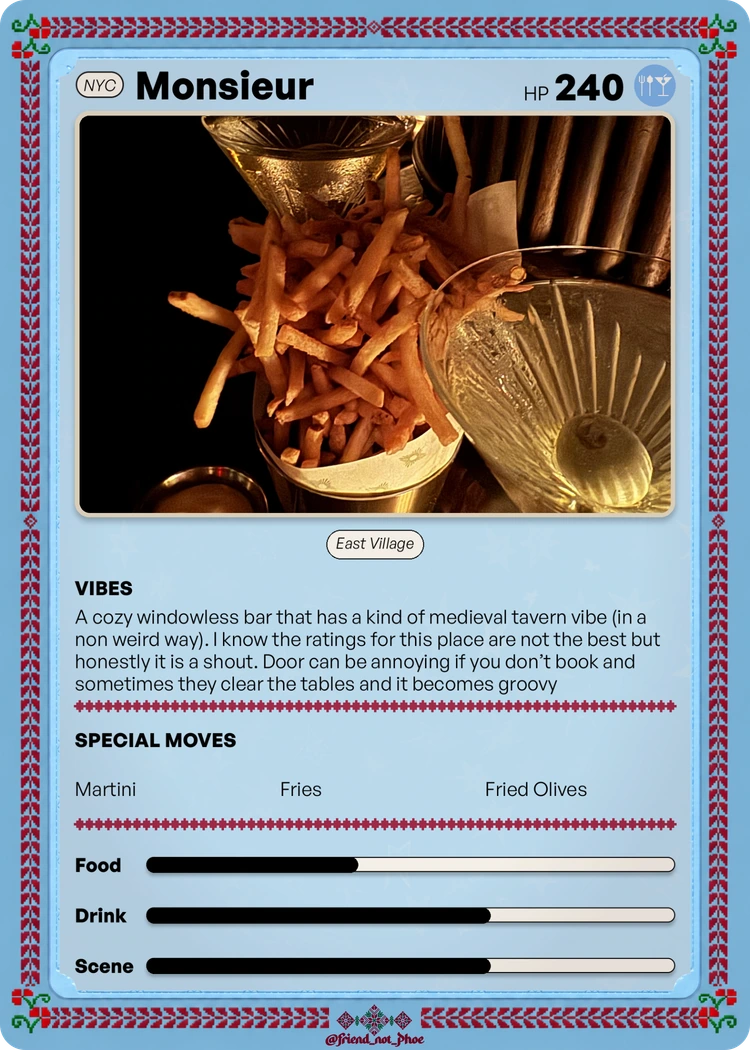 NYC Monsieur HP 240
East Village
VIBES
A cozy windowless bar that has a kind of medieval tavern vibe (in a
non weird way). I know the ratings for this place are not the best but
honestly it is a shout. Door can be annoying if you don’t book and
sometimes they clear the tables and it becomes groovy
SPECIAL MOVES
Martini Fries Fried Olives
Food
Drink
Scene
@friend_not_Phoe